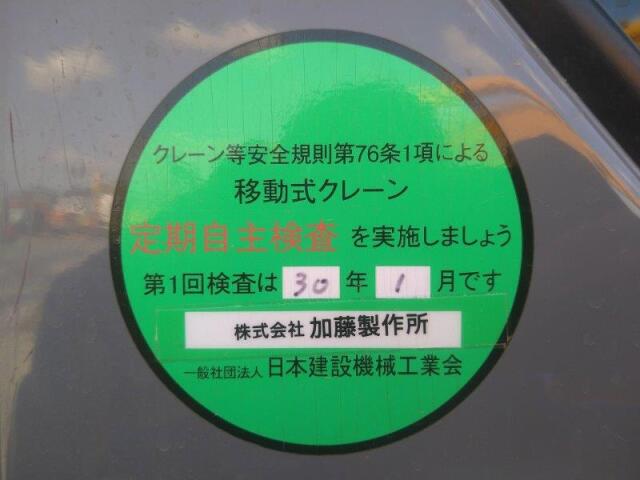 クレーン等安全規則第76条1項による
移動式クレーン
定期自主検査 を実施しましょう
第1回検査は 30 年 1 月です
株式会社 加藤製作所
一般社団法人 日本建設機械工業会